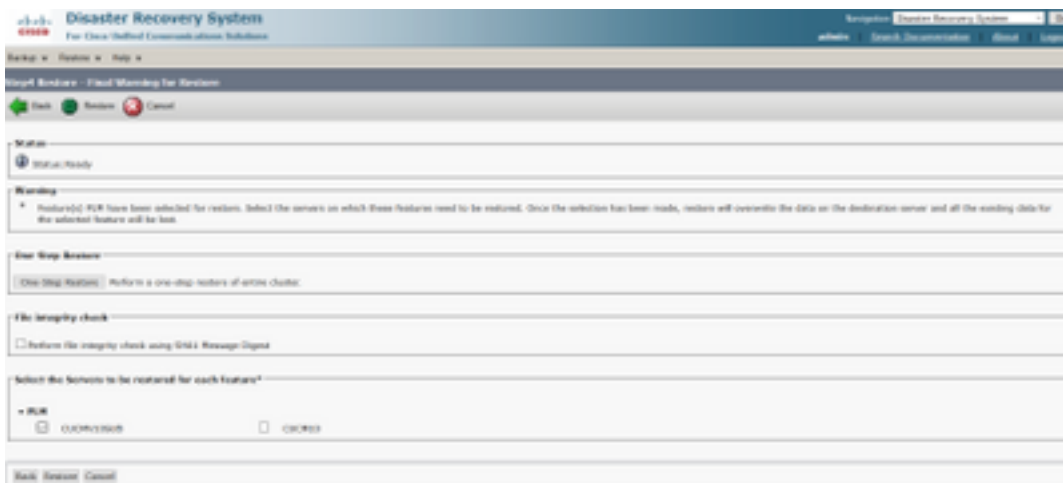 CISCO
Disaster Recovery System
For Cisco Unified Communications Solutions
Navigation Disaster Recovery System
admin | Search Documentation | About |
Backup Restore Help
Step4 Restore - Final Warning for Restore
Back Restore Cancel
Status
Status:Ready
Warning
Feature(s) PLM have been selected for restore. Select the servers on which these features need to be restored. Once the selection has been made, restore will overwrite the data on the destination server and all the existing data for
the selected feature will be lost.
One Step Restore
One Step Restore Perform a one-step restore of entire cluster.
File integrity check
Perform file integrity check using SHA1 Message Digest
Select the Servers to be restored for each feature*
PLM
Back Restore Cancel